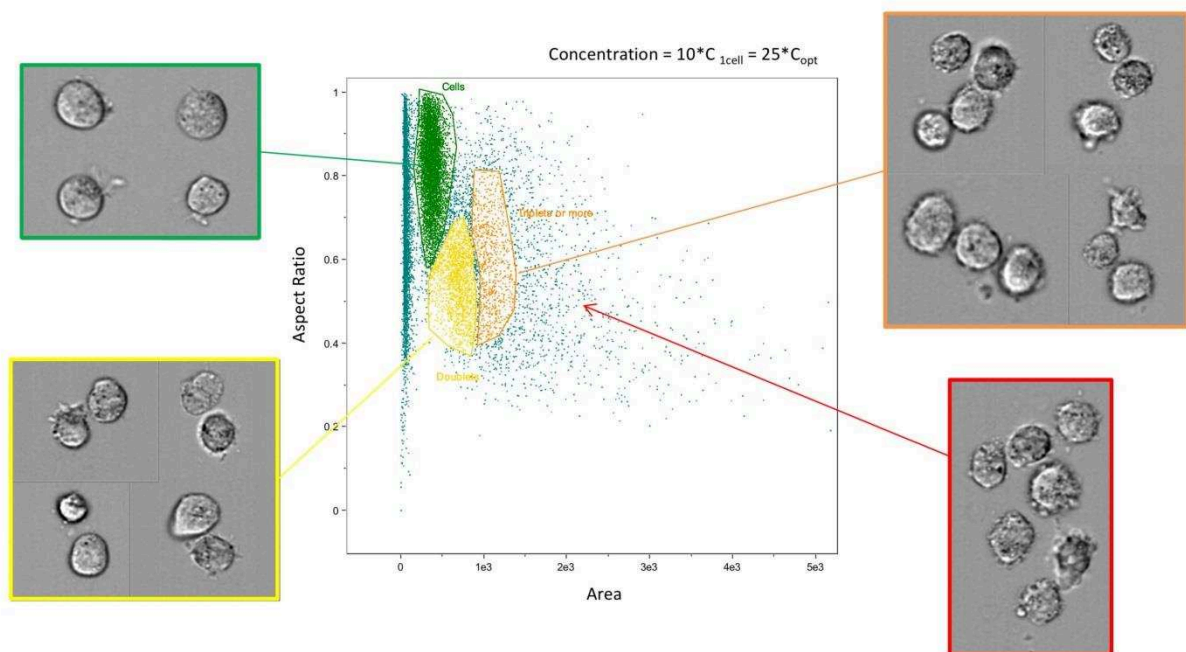 Concentration = 10*C 1cell = 25*Copt
Cells
1
0.8
Triplets or more
Aspect Ratio
0.6
0.4
Doublets
0.2
0
0
1e3
2e3
3e3
4e3
5e3
Area